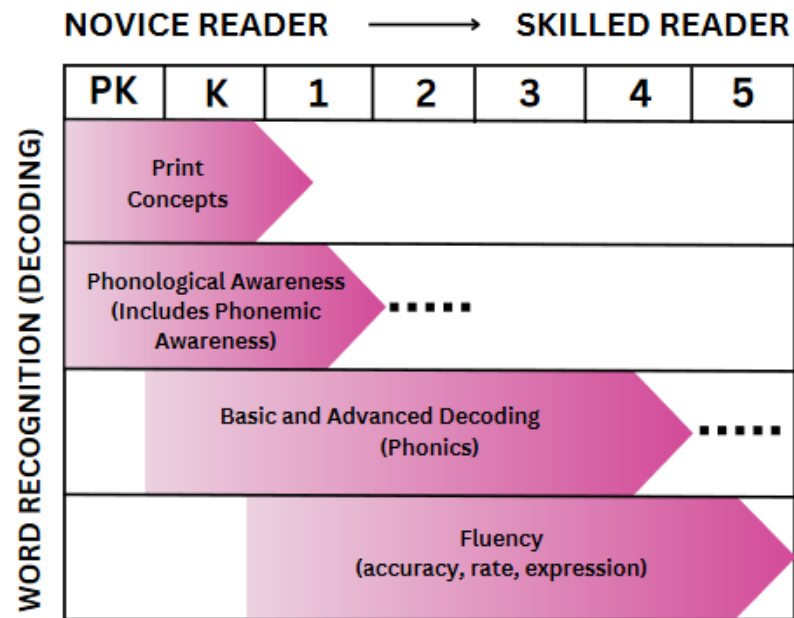 NOVICE READER → SKILLED READER
PK K 1 2 3 4 5
WORD RECOGNITION (DECODING)
Print
Concepts
Phonological Awareness
(Includes Phonemic
Awareness)
Basic and Advanced Decoding
(Phonics)
Fluency
(accuracy, rate, expression)